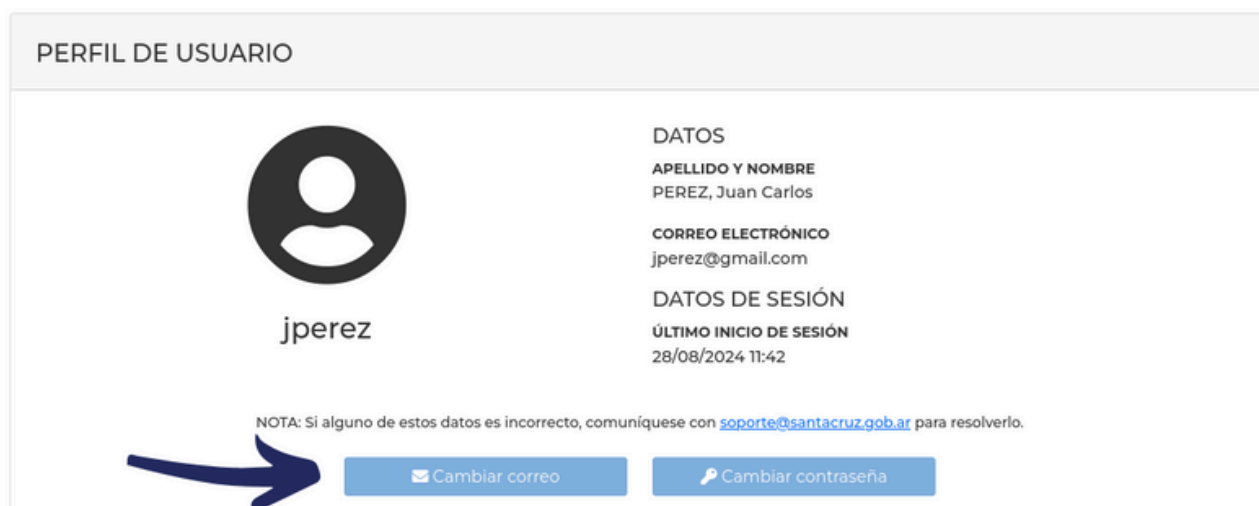 PERFIL DE USUARIO
jperez
DATOS
APELLIDO Y NOMBRE
PEREZ, Juan Carlos
CORREO ELECTRÓNICO
jperez@gmail.com
DATOS DE SESIÓN
ÚLTIMO INICIO DE SESIÓN
28/08/2024 11:42
NOTA: Si alguno de estos datos es incorrecto, comuníquese con soporte@santacruz.gob.ar para resolverlo.
Cambiar correo
Cambiar contraseña